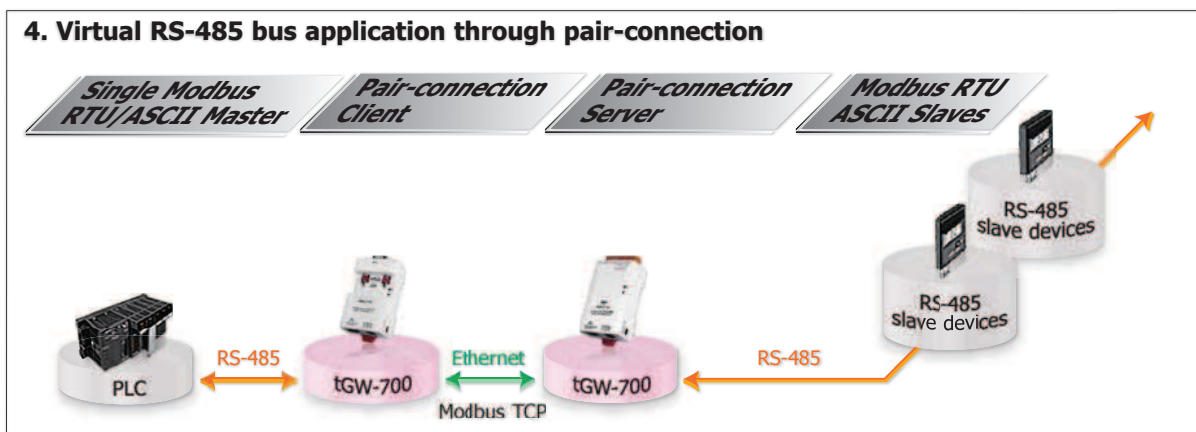 4. Virtual RS-485 bus application through pair-connection
Single Modbus
RTU/ASCII Master
Pair-connection
Client
Pair-connection
Server
Modbus RTU
ASCII Slaves
RS-485
slave devices
RS-485
slave devices
PLC
RS-485
tGW-700
Ethernet
Modbus TCP
tGW-700
RS-485